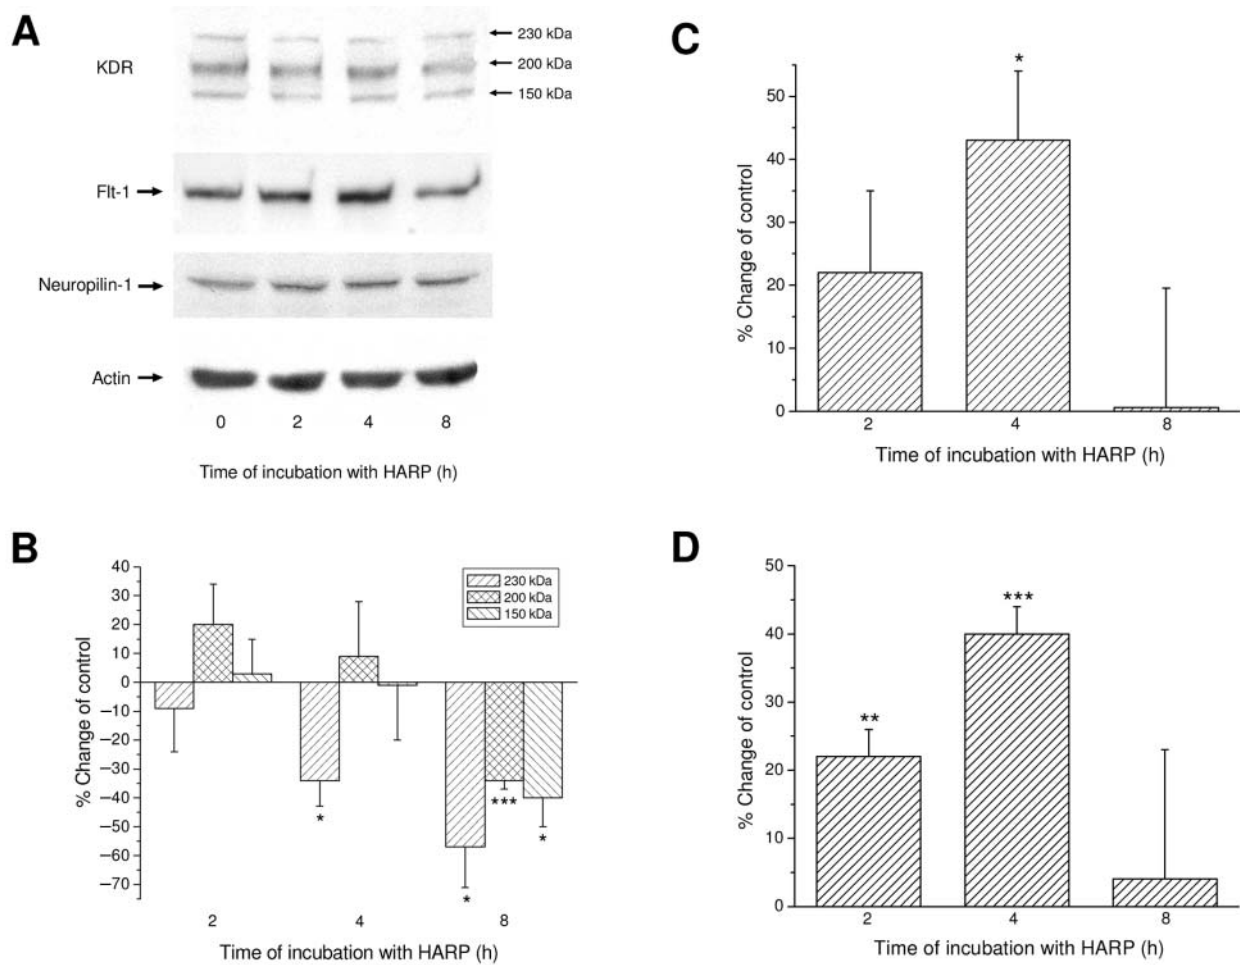 A
KDR
230 kDa
200 kDa
150 kDa
Flt-1
Neuropilin-1
Actin
0 2 4 8
Time of incubation with HARP (h)
B
% Change of control
40
30
20
10
0
−10
−20
−30
−40
−50
−60
−70
230 kDa
200 kDa
150 kDa
*
*
***
*
2 4 8
Time of incubation with HARP (h)
C
% Change of control
50
40
30
20
10
0
*
2 4 8
Time of incubation with HARP (h)
D
% Change of control
50
40
30
20
10
0
**
***
2 4 8
Time of incubation with HARP (h)